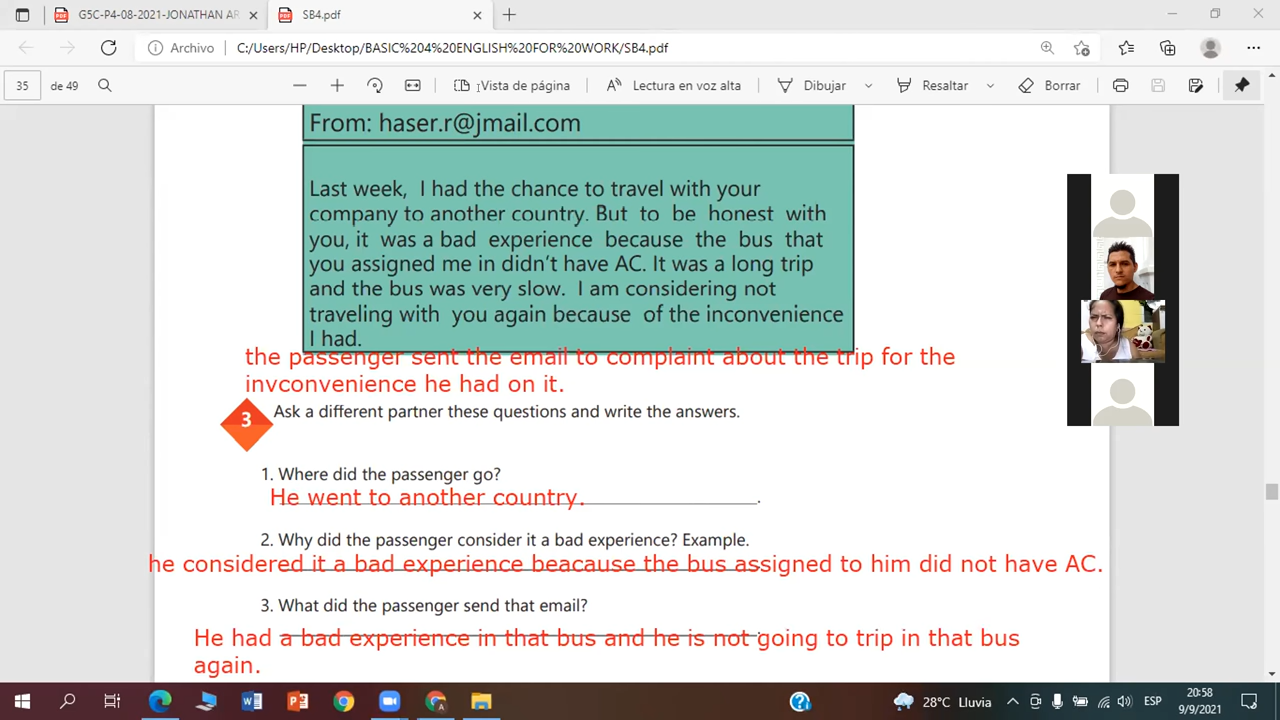 G5C-P4-08-2021-JONATHAN AR
SB4.pdf
Archivo
C:/Users/HP/Desktop/BASIC%204%20ENGLISH%20FOR%20WORK/SB4.pdf
35
de 49
Vista de página
Lectura en voz alta
Dibujar
Resaltar
Borrar
From: haser.r@jmail.com
Last week, I had the chance to travel with your
company to another country. But to be honest with
you, it was a bad experience because the bus that
you assigned me in didn't have AC. It was a long trip
and the bus was very slow. I am considering not
traveling with you again because of the inconvenience
I had.
the passenger sent the email to complaint about the trip for the
invconvenience he had on it.
3
Ask a different partner these questions and write the answers.
1. Where did the passenger go?
He went to another country.
2. Why did the passenger consider it a bad experience? Example.
he considered it a bad experience beacause the bus assigned to him did not have AC.
3. What did the passenger send that email?
He had a bad experience in that bus and he is not going to trip in that bus
again.
28°C Lluvia
ESP
20:58
9/9/2021